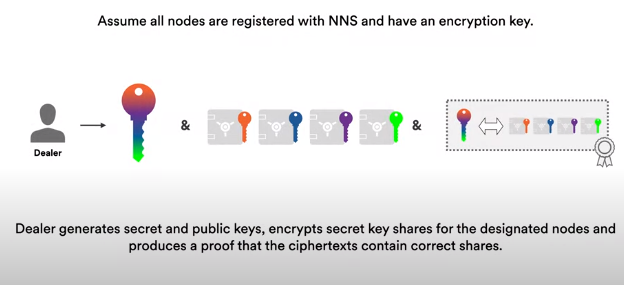 Assume all nodes are registered with NNS and have an encryption key.
Dealer
&
&
Dealer generates secret and public keys, encrypts secret key shares for the designated nodes and
produces a proof that the ciphertexts contain correct shares.